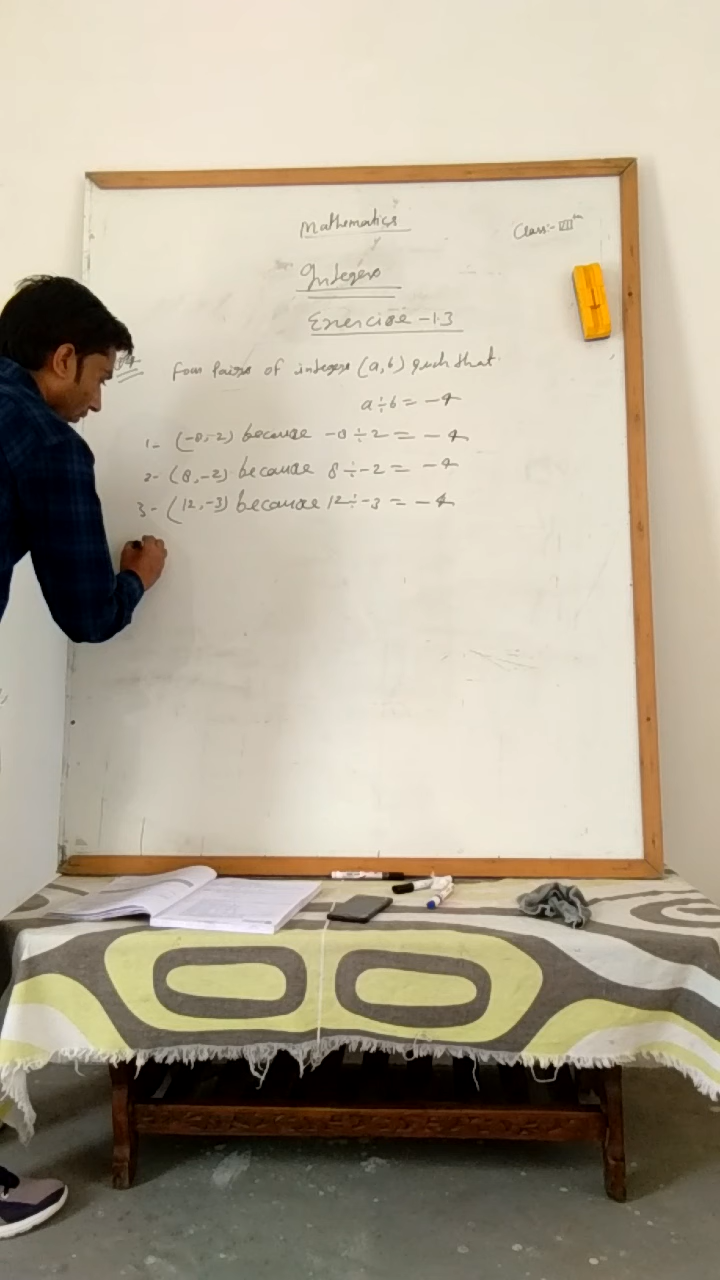 Mathematics
Class:- VIIth
Integers
Exercise - 1.3
Four Pairs of integers (a, b) such that
a ÷ b = -4
1- (-8, -2) because -8 ÷ 2 = -4
2- (8, -2) because 8 ÷ -2 = -4
3- (12, -3) because 12 ÷ -3 = -4